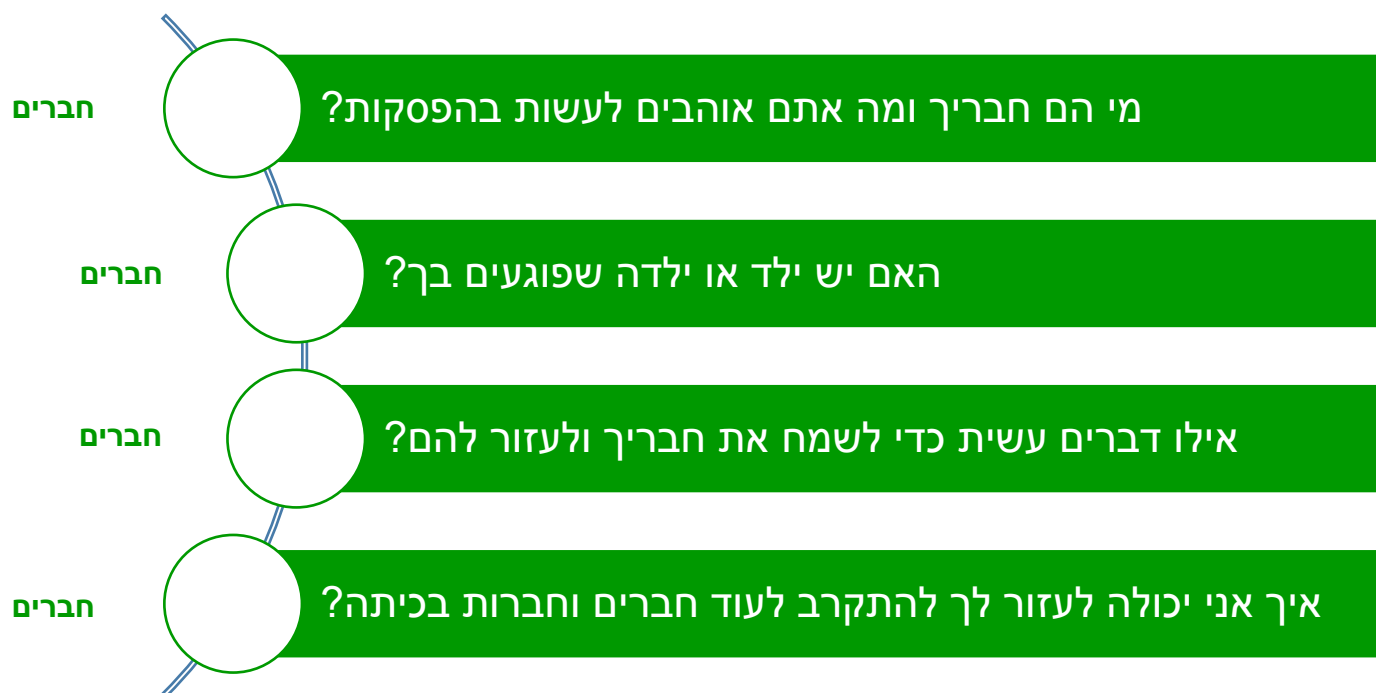 חברים
מי הם חבריך ומה אתם אוהבים לעשות בהפסקות?
חברים
האם יש ילד או ילדה שפוגעים בך?
חברים
אילו דברים עשית כדי לשמח את חבריך ולעזור להם?
חברים
איך אני יכולה לעזור לך להתקרב לעוד חברים וחברות בכיתה?